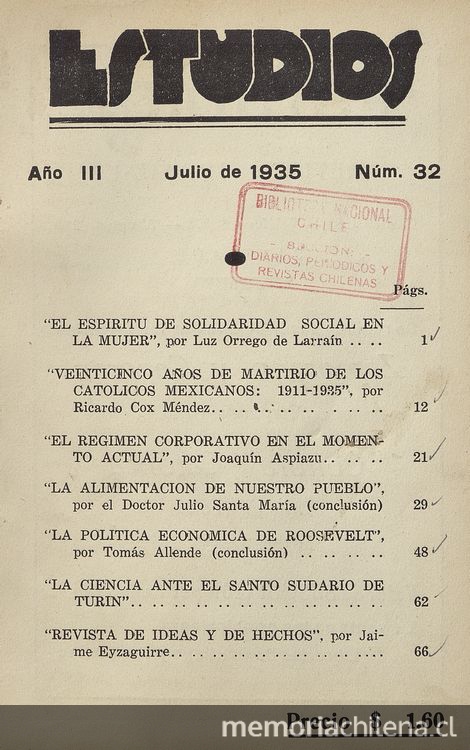 ESTUDIOS
Año III Julio de 1935 Núm. 32
BIBLIOTECA NACIONAL
CHILE
- SECCION: -
DIARIOS, PERIODICOS Y
REVISTAS CHILENAS
Págs.
"EL ESPIRITU DE SOLIDARIDAD SOCIAL EN
LA MUJER", por Luz Orrego de Larraín .. .. 1
"VEINTICINCO AÑOS DE MARTIRIO DE LOS
CATOLICOS MEXICANOS: 1911-1935", por
Ricardo Cox Méndez.. .. .. .. .. .. .. .. 12
"EL REGIMEN CORPORATIVO EN EL MOMEN-
TO ACTUAL", por Joaquín Aspiazu.. .. .. .. 21
"LA ALIMENTACION DE NUESTRO PUEBLO",
por el Doctor Julio Santa María (conclusión) 29
"LA POLITICA ECONOMICA DE ROOSEVELT",
por Tomás Allende (conclusión) .. .. .. .. .. 48
"LA CIENCIA ANTE EL SANTO SUDARIO DE
TURIN".. .. .. .. .. .. .. .. .. .. .. .. .. 62
"REVISTA DE IDEAS Y DE HECHOS", por Jai-
me Eyzaguirre.. .. .. .. .. .. .. .. .. .. .. 66
Precio $ 1.60
memoriachilena.cl